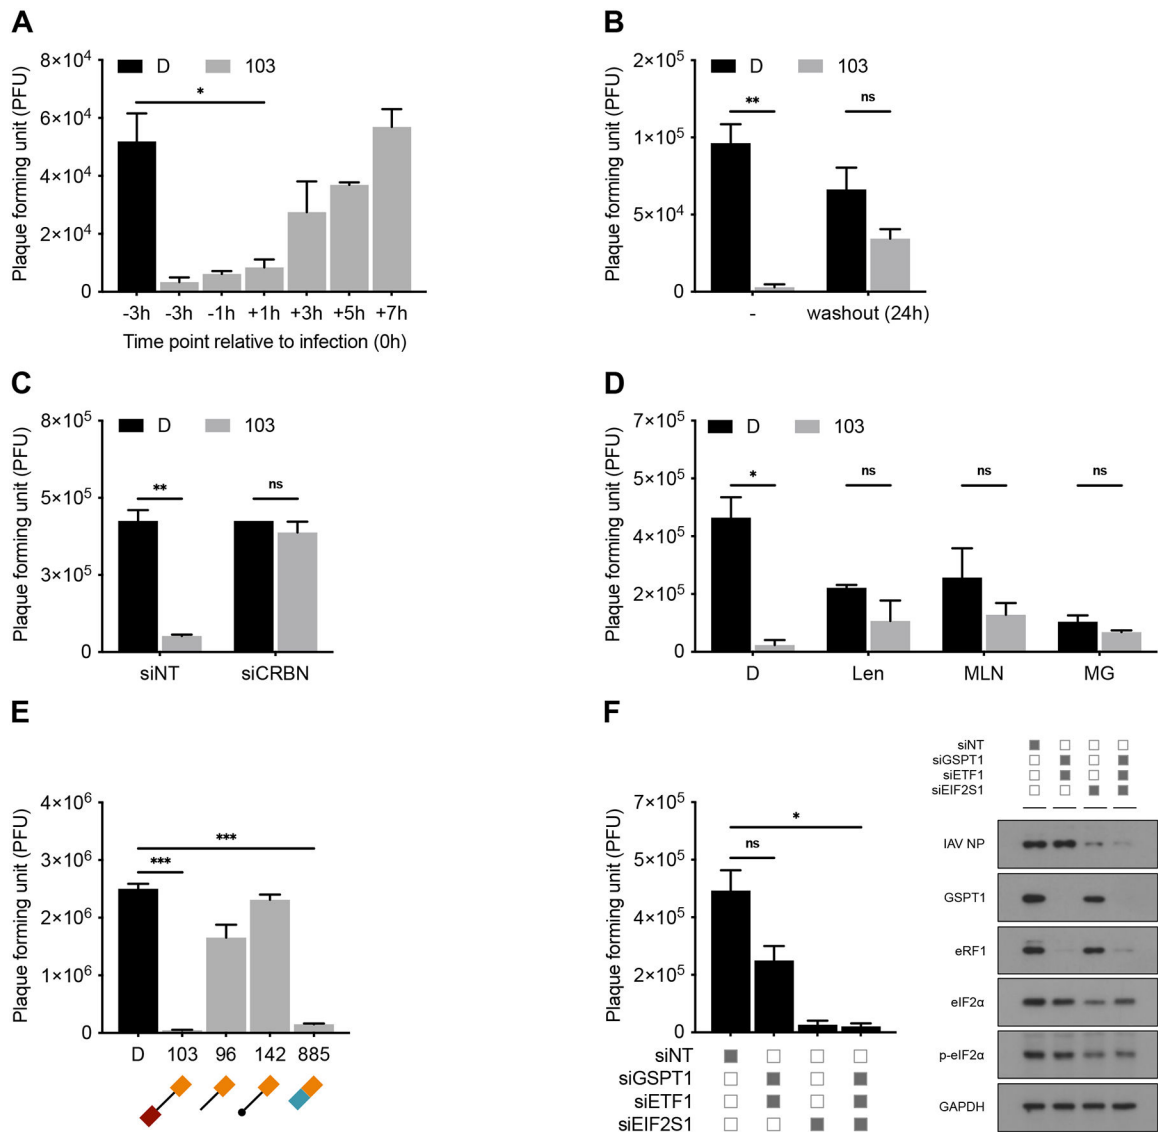 A
Plaque forming unit (PFU)
D 103
8×10⁴
6×10⁴
4×10⁴
2×10⁴
0
*
-3h -3h -1h +1h +3h +5h +7h
Time point relative to infection (0h)
B
Plaque forming unit (PFU)
D 103
2×10⁵
1×10⁵
5×10⁴
0
** ns
- washout (24h)
C
Plaque forming unit (PFU)
D 103
8×10⁵
5×10⁵
3×10⁵
0
** ns
siNT siCRBN
D
Plaque forming unit (PFU)
D 103
7×10⁵
5×10⁵
4×10⁵
2×10⁵
0
* ns ns ns
D Len MLN MG
E
Plaque forming unit (PFU)
4×10⁶
3×10⁶
2×10⁶
1×10⁶
0
***
***
D 103 96 142 885
F
Plaque forming unit (PFU)
7×10⁵
5×10⁵
4×10⁵
2×10⁵
0
*
ns
siNT
siGSPT1
siETF1
siEIF2S1
siNT
siGSPT1
siETF1
siEIF2S1
IAV NP
GSPT1
eRF1
eIF2α
p-eIF2α
GAPDH